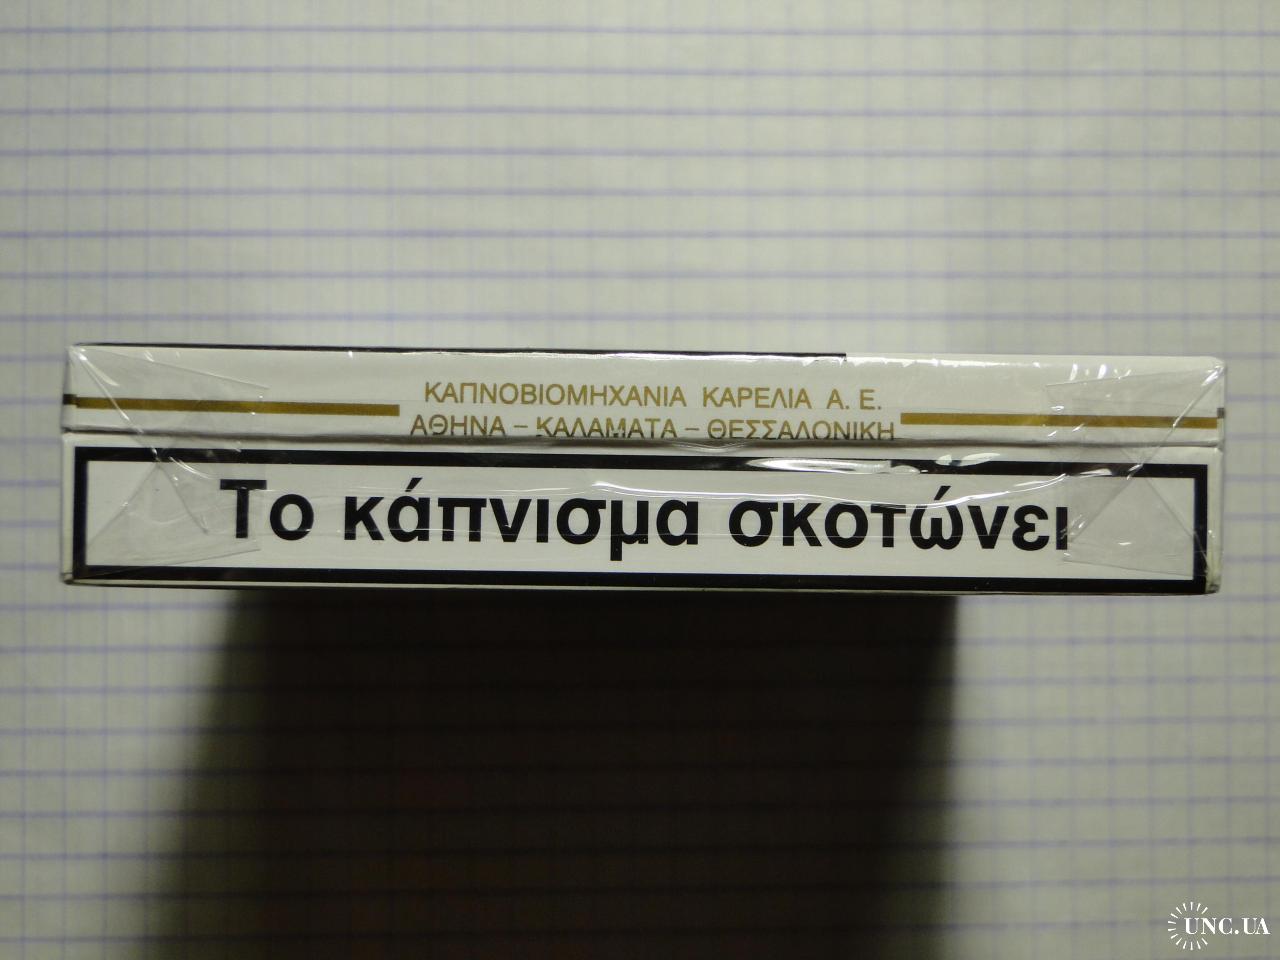 ΚΑΠΝΟΒΙΟΜΗΧΑΝΙΑ ΚΑΡΕΛΙΑ Α. Ε.
ΑΘΗΝΑ – ΚΑΛΑΜΑΤΑ – ΘΕΣΣΑΛΟΝΙΚΗ
Το κάπνισμα σκοτώνει
UNC.UA